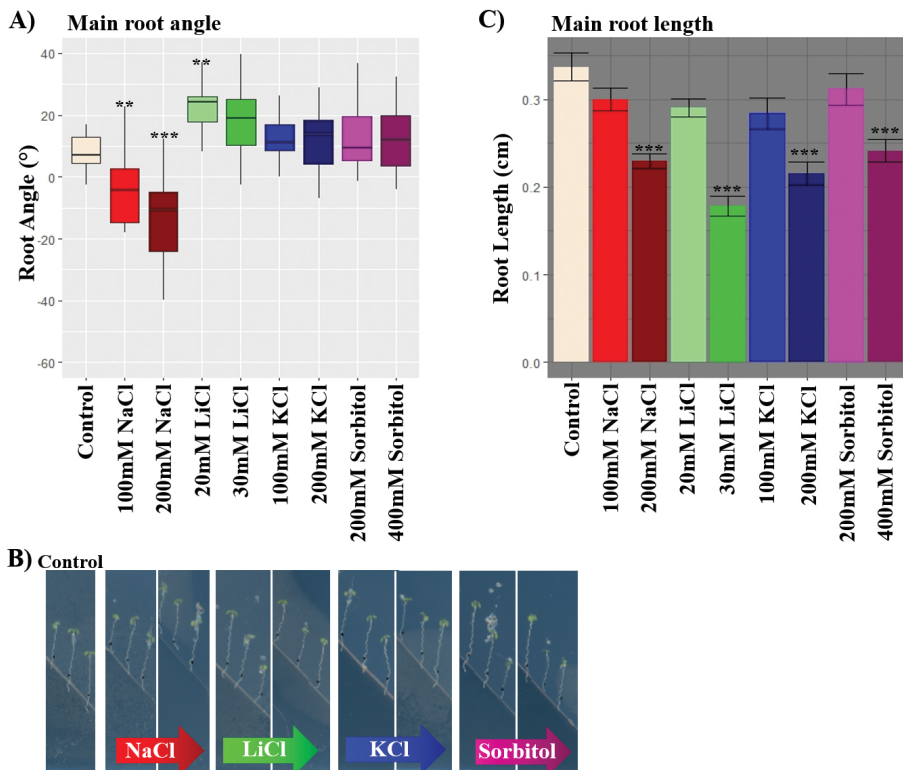 A) Main root angle
Root Angle (°)
40
20
0
-20
-40
-60
**
***
**
Control
100mM NaCl
200mM NaCl
20mM LiCl
30mM LiCl
100mM KCl
200mM KCl
200mM Sorbitol
400mM Sorbitol
C) Main root length
Root Length (cm)
0.3
0.2
0.1
0.0
***
***
***
***
Control
100mM NaCl
200mM NaCl
20mM LiCl
30mM LiCl
100mM KCl
200mM KCl
200mM Sorbitol
400mM Sorbitol
B) Control
NaCl
LiCl
KCl
Sorbitol